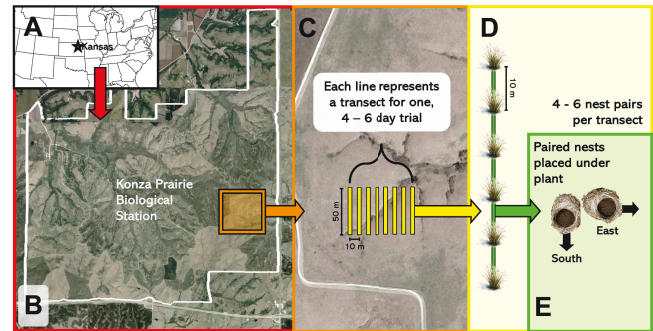 A
Kansas
Konza Prairie
Biological
Station
B
C
Each line represents
a transect for one,
4 – 6 day trial
50 m
10 m
D
10 m
4 - 6 nest pairs
per transect
Paired nests
placed under
plant
East
South
E